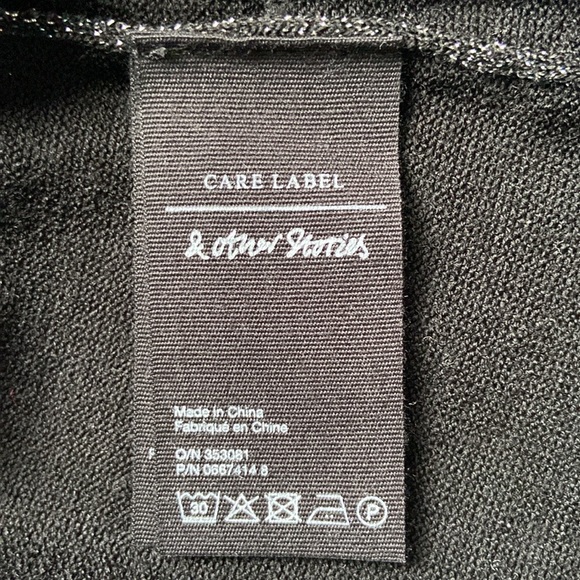 CARE LABEL
& other Stories
Made in China
Fabriqué en Chine
F
O/N 353081
P/N 0667414 8
30
P